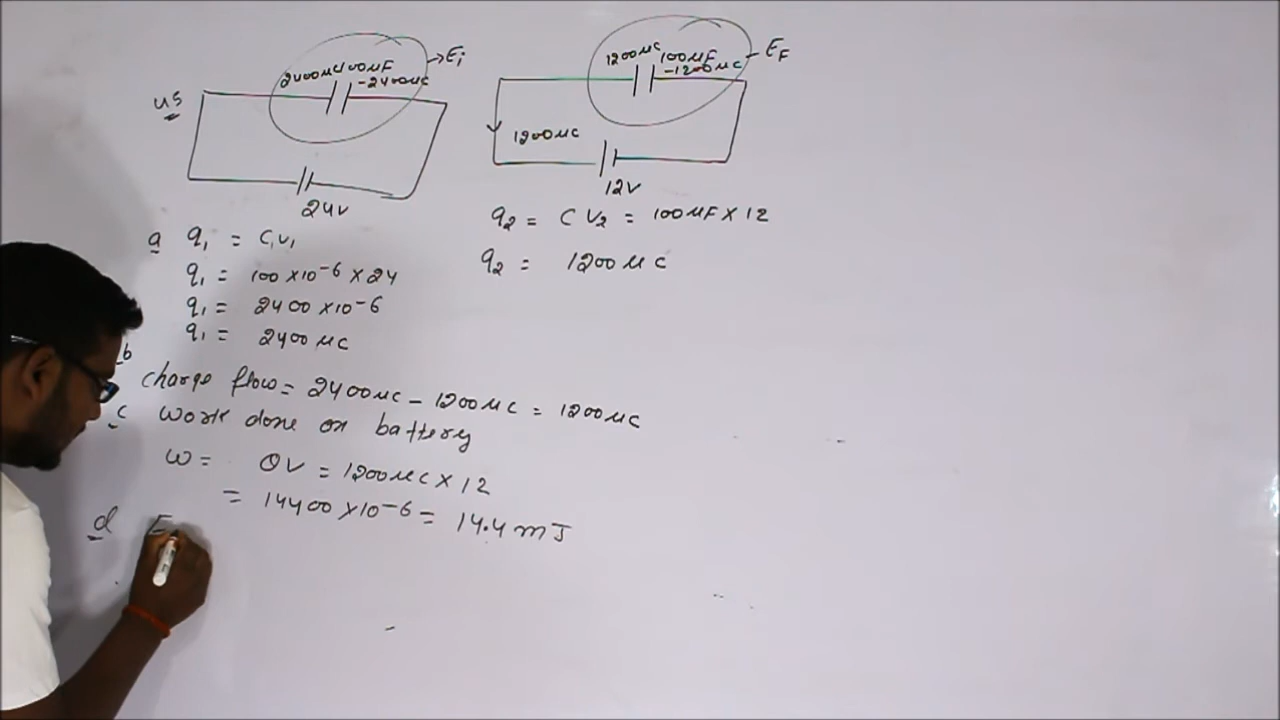 45
2400μc 100μF -2400μc → Ei
24V
1200μc 100μF -1200μc - EF
1200μc
12V
a q1 = C1V1
q1 = 100 × 10-6 × 24
q1 = 2400 × 10-6
q1 = 2400 μc
q2 = CV2 = 100μF × 12
q2 = 1200 μc
b
charge flow = 2400μc - 1200μc = 1200μc
c work done on battery
W = QV = 1200μc × 12
= 14400 × 10-6 = 14.4 mJ
d E